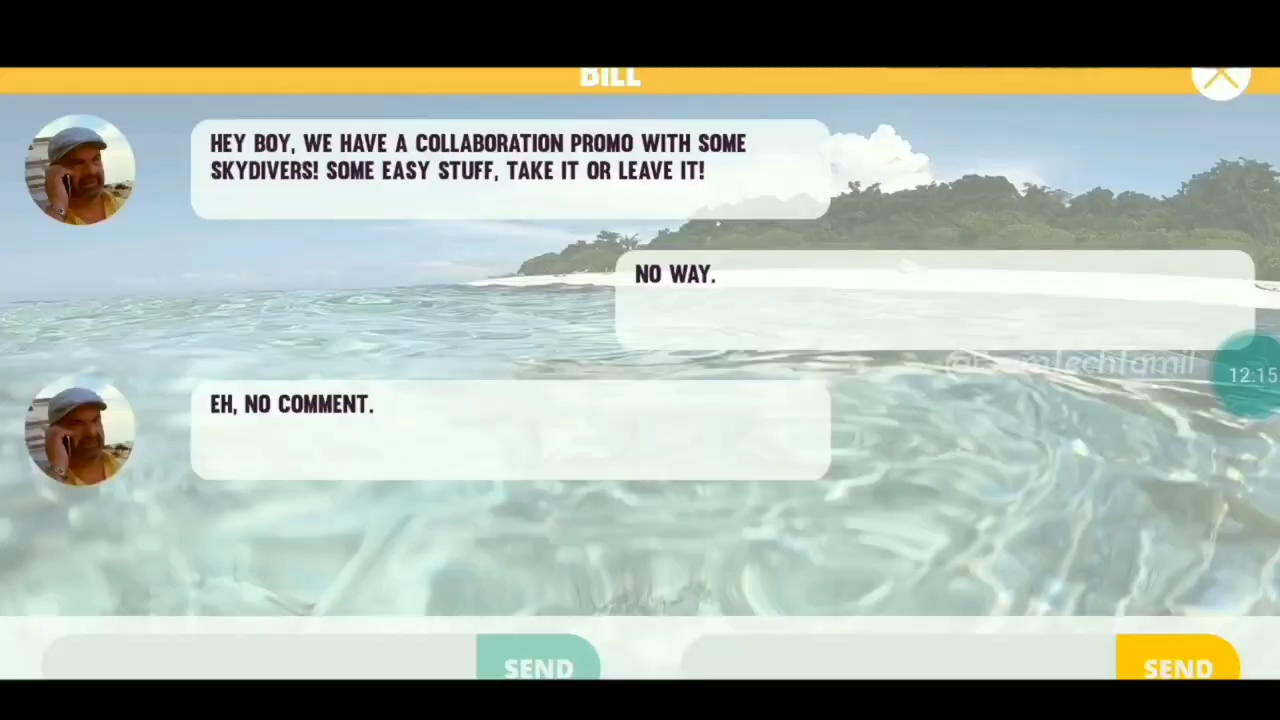 BILL
HEY BOY, WE HAVE A COLLABORATION PROMO WITH SOME
SKYDIVERS! SOME EASY STUFF, TAKE IT OR LEAVE IT!
NO WAY.
12:15
EH, NO COMMENT.
SEND
SEND